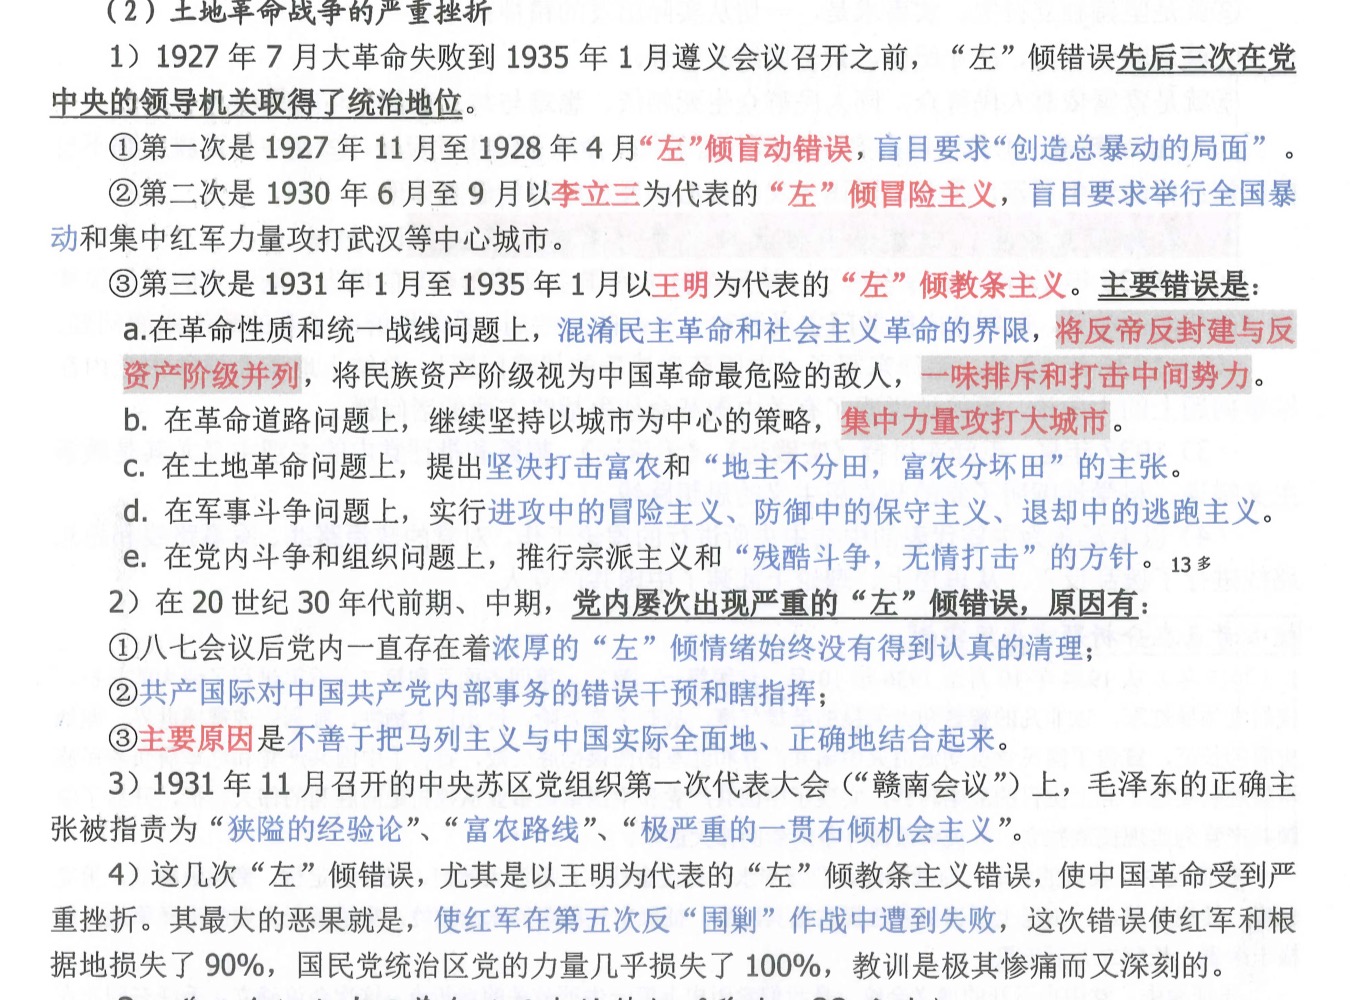 （2）土地革命战争的严重挫折
1）1927 年 7 月大革命失败到 1935 年 1 月遵义会议召开之前，“左”倾错误先后三次在党
中央的领导机关取得了统治地位。
①第一次是 1927 年 11 月至 1928 年 4 月“左”倾盲动错误，盲目要求“创造总暴动的局面” 。
②第二次是 1930 年 6 月至 9 月以李立三为代表的“左”倾冒险主义，盲目要求举行全国暴
动和集中红军力量攻打武汉等中心城市。
③第三次是 1931 年 1 月至 1935 年 1 月以王明为代表的“左”倾教条主义。主要错误是：
a.在革命性质和统一战线问题上，混淆民主革命和社会主义革命的界限，将反帝反封建与反
资产阶级并列，将民族资产阶级视为中国革命最危险的敌人，一味排斥和打击中间势力。
b. 在革命道路问题上，继续坚持以城市为中心的策略，集中力量攻打大城市。
c. 在土地革命问题上，提出坚决打击富农和“地主不分田，富农分坏田”的主张。
d. 在军事斗争问题上，实行进攻中的冒险主义、防御中的保守主义、退却中的逃跑主义。
e. 在党内斗争和组织问题上，推行宗派主义和“残酷斗争，无情打击”的方针。13 多
2）在 20 世纪 30 年代前期、中期，党内屡次出现严重的“左”倾错误，原因有：
①八七会议后党内一直存在着浓厚的“左”倾情绪始终没有得到认真的清理；
②共产国际对中国共产党内部事务的错误干预和瞎指挥；
③主要原因是不善于把马列主义与中国实际全面地、正确地结合起来。
3）1931 年 11 月召开的中央苏区党组织第一次代表大会（“赣南会议”）上，毛泽东的正确主
张被指责为“狭隘的经验论”、“富农路线”、“极严重的一贯右倾机会主义”。
4）这几次“左”倾错误，尤其是以王明为代表的“左”倾教条主义错误，使中国革命受到严
重挫折。其最大的恶果就是，使红军在第五次反“围剿”作战中遭到失败，这次错误使红军和根
据地损失了 90%，国民党统治区党的力量几乎损失了 100%，教训是极其惨痛而又深刻的。